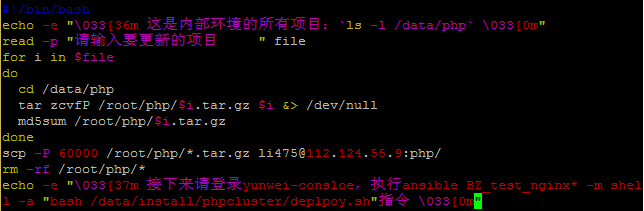 #!/bin/bash
echo -e "\033[36m 这是内部环境的所有项目：`ls -l /data/php` \033[0m"
read -p "请输入要更新的项目     " file
for i in $file
do
  cd /data/php
  tar zcvfP /root/php/$i.tar.gz $i &> /dev/null
  md5sum /root/php/$i.tar.gz
done
scp -P 60000 /root/php/*.tar.gz li475@112.124.55.9:php/
rm -rf /root/php/*
echo -e "\033[37m 接下来请登录yunwei-ccnsloe，执行ansible BZ_test_nginx* -m shel
l -a "bash /data/install/phpcluster/deplpoy.sh"指令 \033[0m"